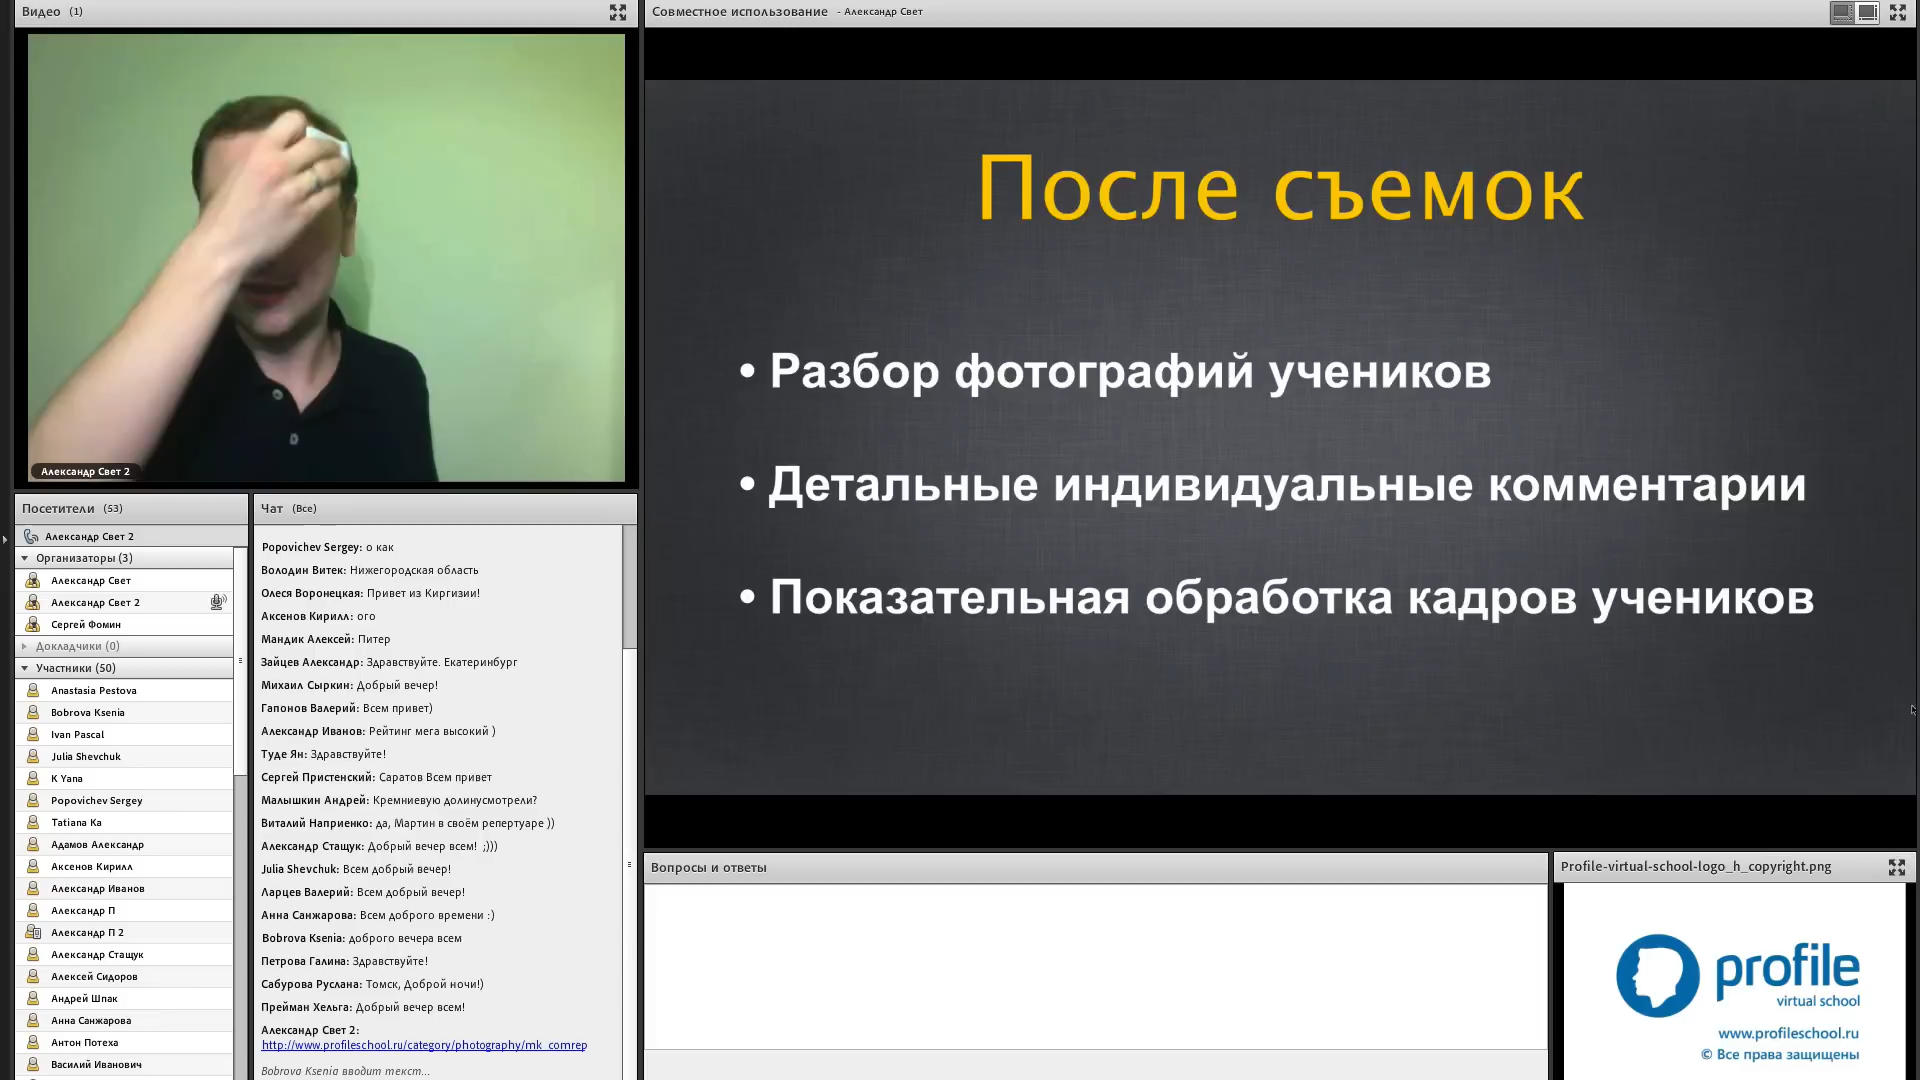 Видео (1)
Александр Свет 2
Посетители (53)
Александр Свет 2
Организаторы (3)
Александр Свет
Александр Свет 2
Сергей Фомин
Докладчики (0)
Участники (50)
Anastasia Pestova
Bobrova Ksenia
Ivan Pascal
Julia Shevchuk
K Yana
Popovichev Sergey
Tatiana Ka
Адамов Александр
Аксенов Кирилл
Александр Иванов
Александр П
Александр П 2
Александр Стащук
Алексей Сидоров
Андрей Шпак
Анна Санжарова
Антон Потеха
Василий Иванович
Чат (Все)
Popovichev Sergey: о как
Володин Витек: Нижегородская область
Олеся Воронецкая: Привет из Киргизии!
Аксенов Кирилл: ого
Мандик Алексей: Питер
Зайцев Александр: Здравствуйте. Екатеринбург
Михаил Сыркин: Добрый вечер!
Гапонов Валерий: Всем привет)
Александр Иванов: Рейтинг мега высокий )
Туде Ян: Здравствуйте!
Сергей Пристенский: Саратов Всем привет
Малышкин Андрей: Кремниевую долинусмотрели?
Виталий Наприенко: да, Мартин в своём репертуаре ))
Александр Стащук: Добрый вечер всем! ;)))
Julia Shevchuk: Всем добрый вечер!
Ларцев Валерий: Всем добрый вечер!
Анна Санжарова: Всем доброго времени :)
Bobrova Ksenia: доброго вечера всем
Петрова Галина: Здравствуйте!
Сабурова Руслана: Томск, Доброй ночи!)
Прейман Хельга: Добрый вечер всем!
Александр Свет 2:
http://www.profileschool.ru/category/photography/mk_comrep
Bobrova Ksenia вводит текст...
Совместное использование - Александр Свет
После съемок
• Разбор фотографий учеников
• Детальные индивидуальные комментарии
• Показательная обработка кадров учеников
Вопросы и ответы
Profile-virtual-school-logo_h_copyright.png
profile
virtual school
www.profileschool.ru
© Все права защищены